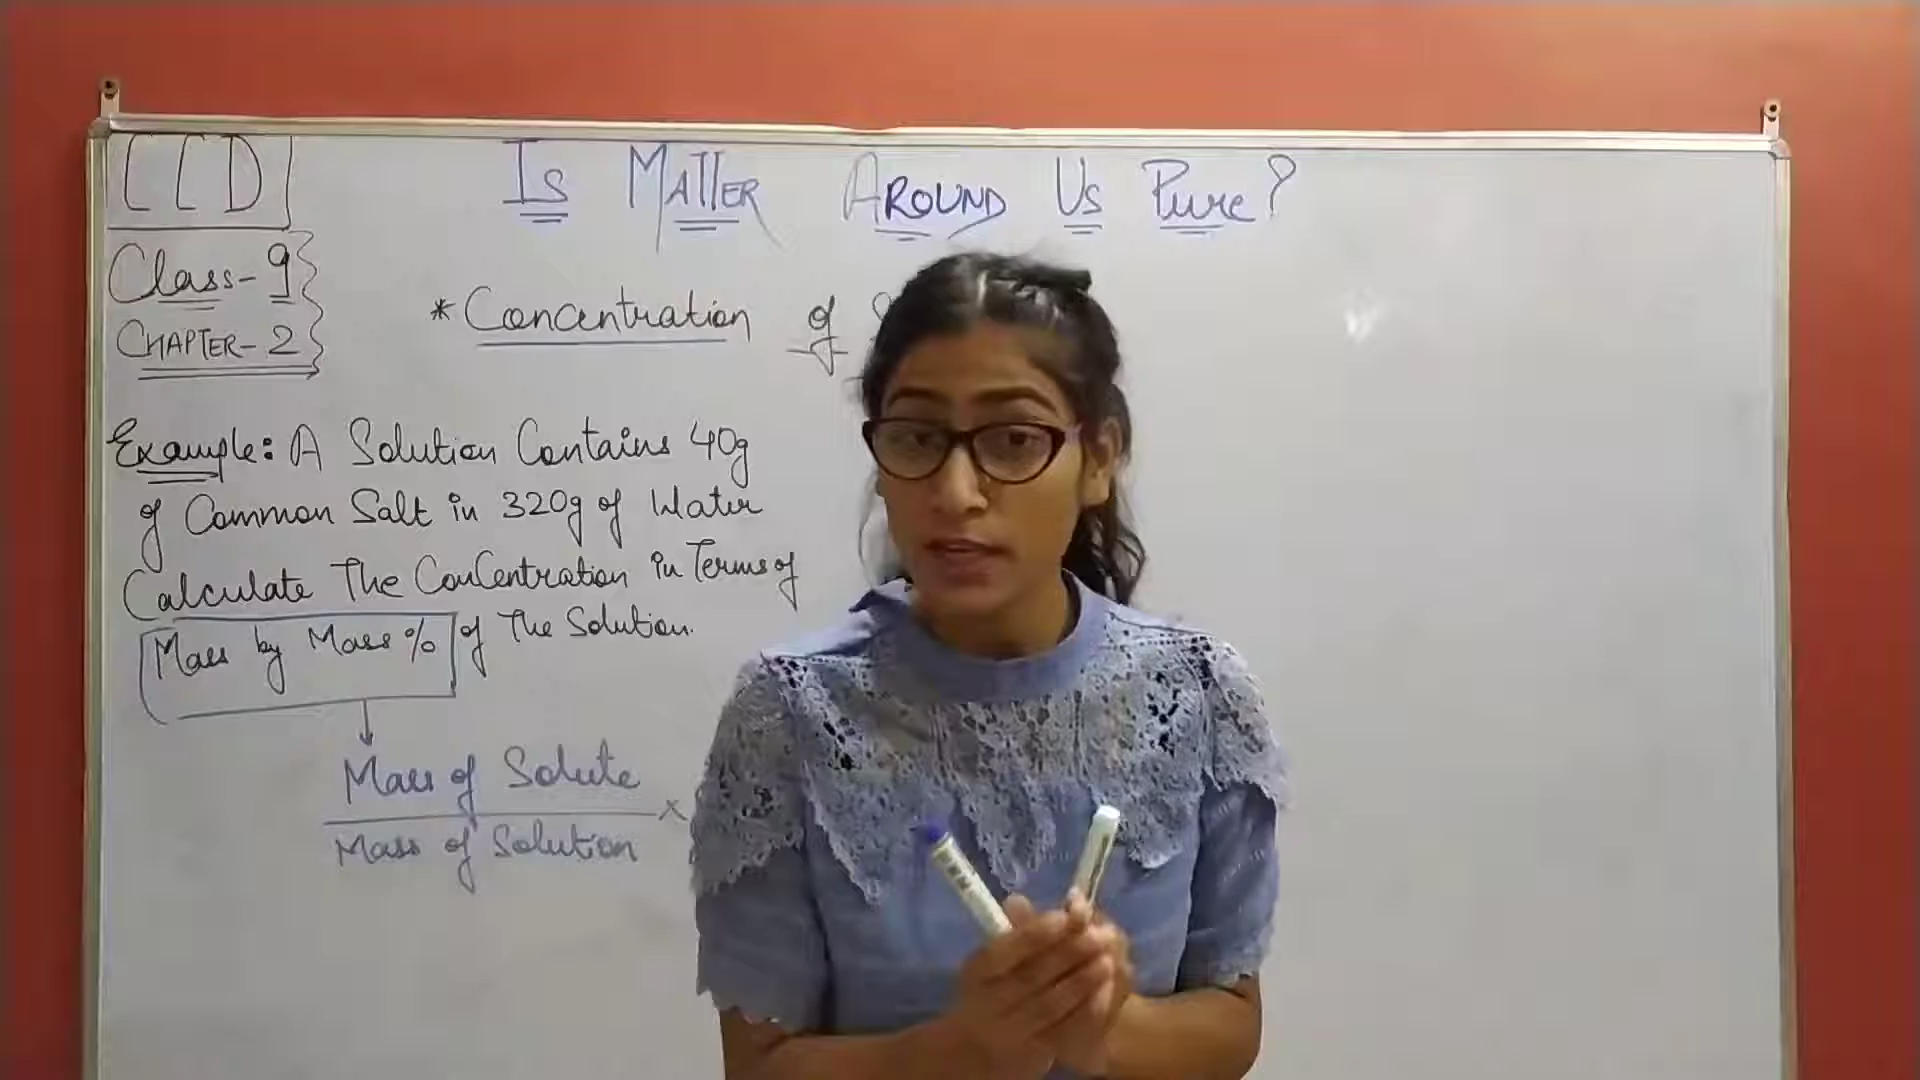 CCD
Is Matter Around Us Pure?
Class-9
Chapter-2
* Concentration of
Example: A Solution Contains 40g
of Common Salt in 320g of Water
Calculate The Concentration in Terms of
Mass by Mass % of The Solution.
Mass of Solute
×
Mass of Solution